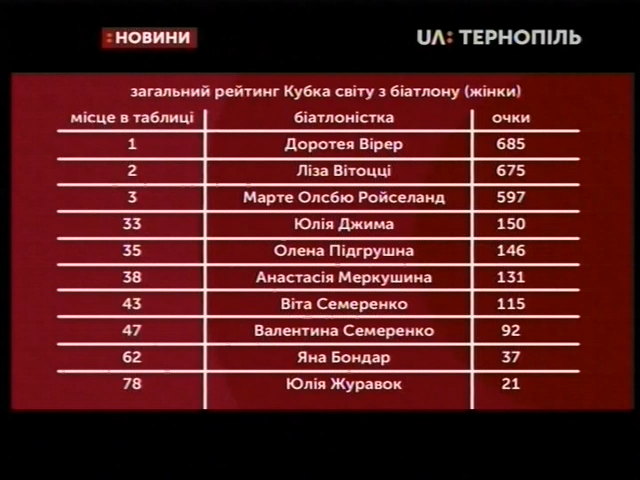 :НОВИНИ
UA: ТЕРНОПІЛЬ
загальний рейтинг Кубка світу з біатлону (жінки)
місце в таблиці біатлоністка очки
1 Доротея Вірер 685
2 Ліза Вітоцці 675
3 Марте Олсбю Ройселанд 597
33 Юлія Джима 150
35 Олена Підгрушна 146
38 Анастасія Меркушина 131
43 Віта Семеренко 115
47 Валентина Семеренко 92
62 Яна Бондар 37
78 Юлія Журавок 21